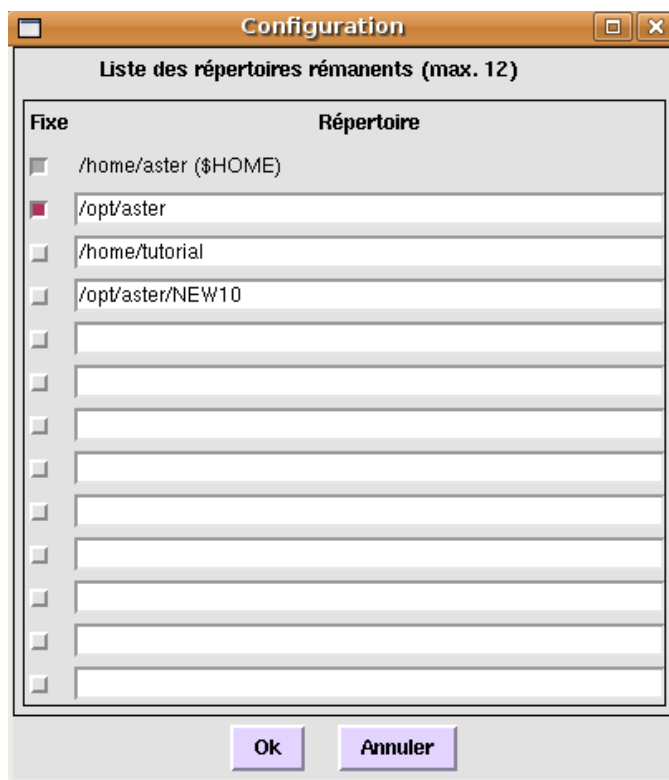 Configuration
Liste des répertoires rémanents (max. 12)
Fixe Répertoire
/home/aster ($HOME)
/opt/aster
/home/tutorial
/opt/aster/NEW10
Ok Annuler